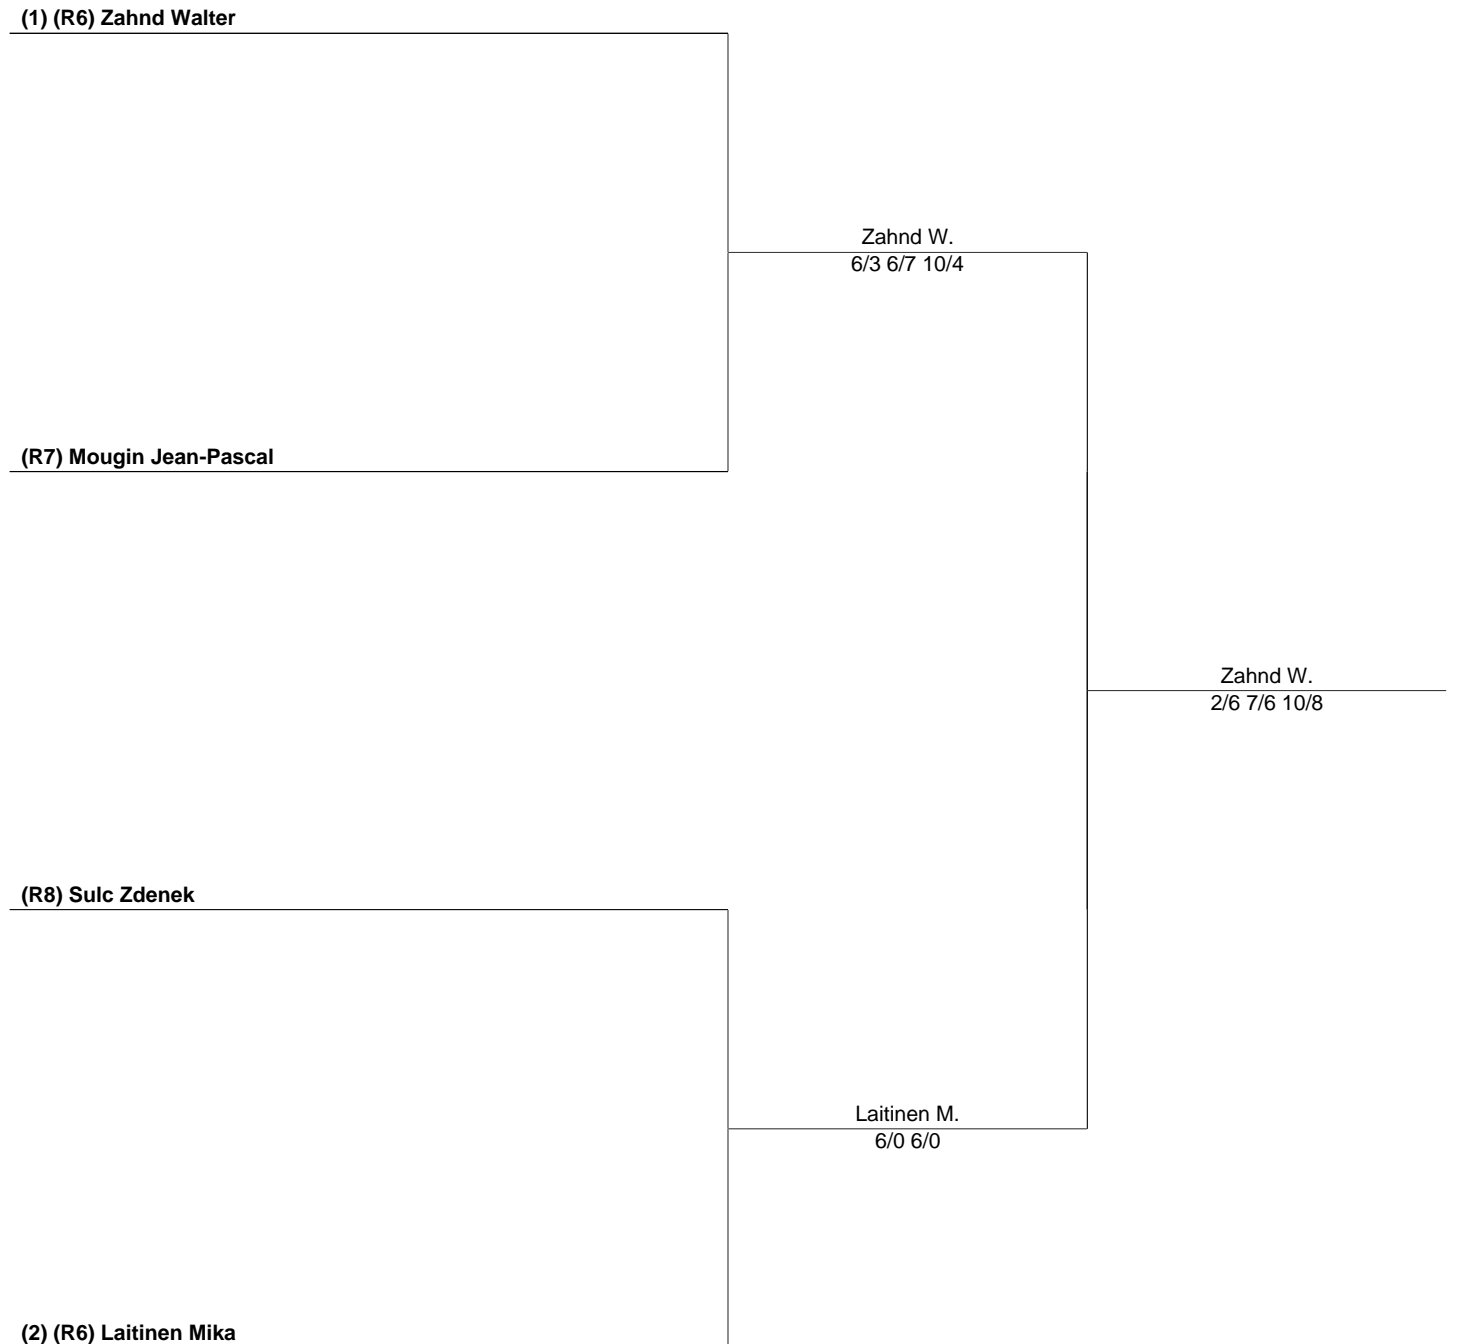 (1) (R6) Zahnd Walter
Zahnd W.
6/3 6/7 10/4
(R7) Mougin Jean-Pascal
Zahnd W.
2/6 7/6 10/8
(R8) Sulc Zdenek
Laitinen M.
6/0 6/0
(2) (R6) Laitinen Mika